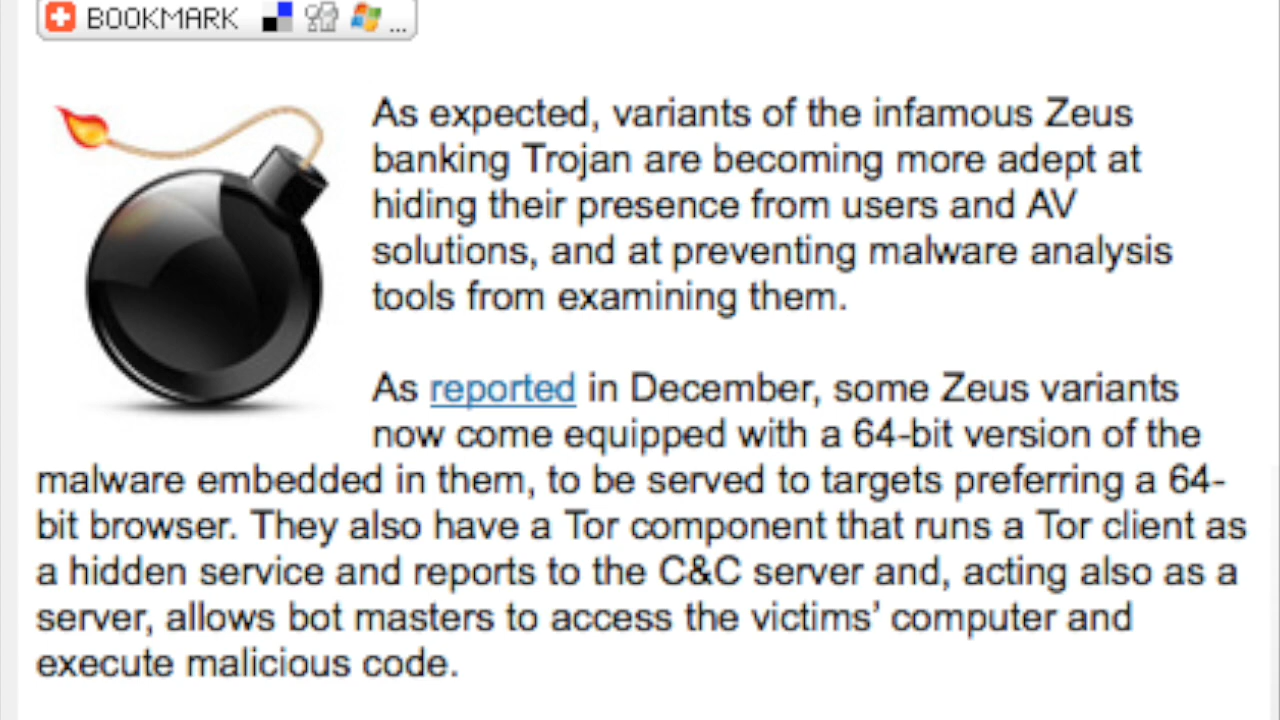 BOOKMARK ...
As expected, variants of the infamous Zeus
banking Trojan are becoming more adept at
hiding their presence from users and AV
solutions, and at preventing malware analysis
tools from examining them.
As reported in December, some Zeus variants
now come equipped with a 64-bit version of the
malware embedded in them, to be served to targets preferring a 64-
bit browser. They also have a Tor component that runs a Tor client as
a hidden service and reports to the C&C server and, acting also as a
server, allows bot masters to access the victims’ computer and
execute malicious code.